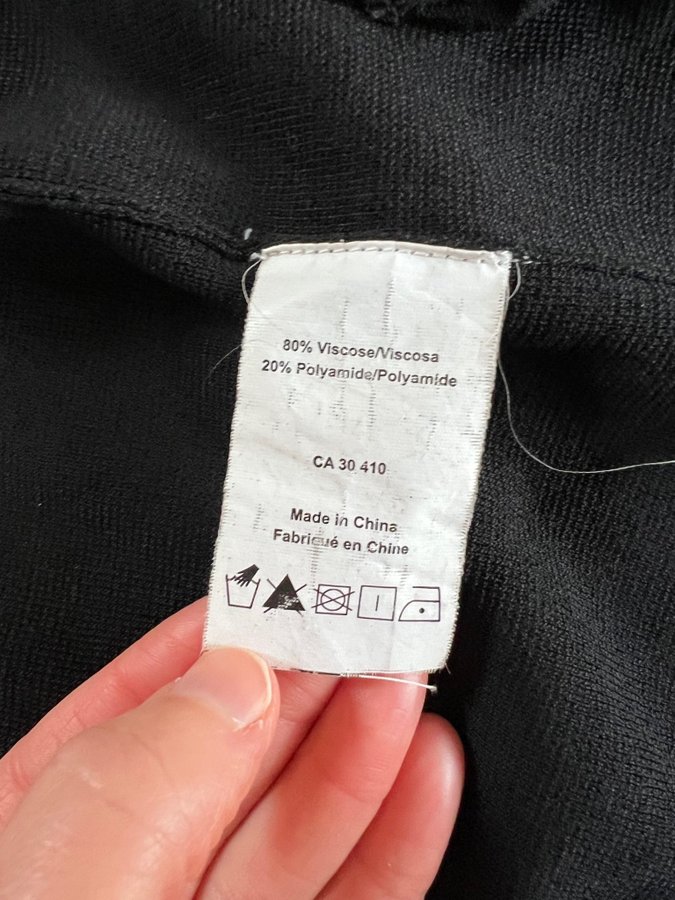 80% Viscose/Viscosa
20% Polyamide/Polyamide
CA 30 410
Made in China
Fabriqué en Chine